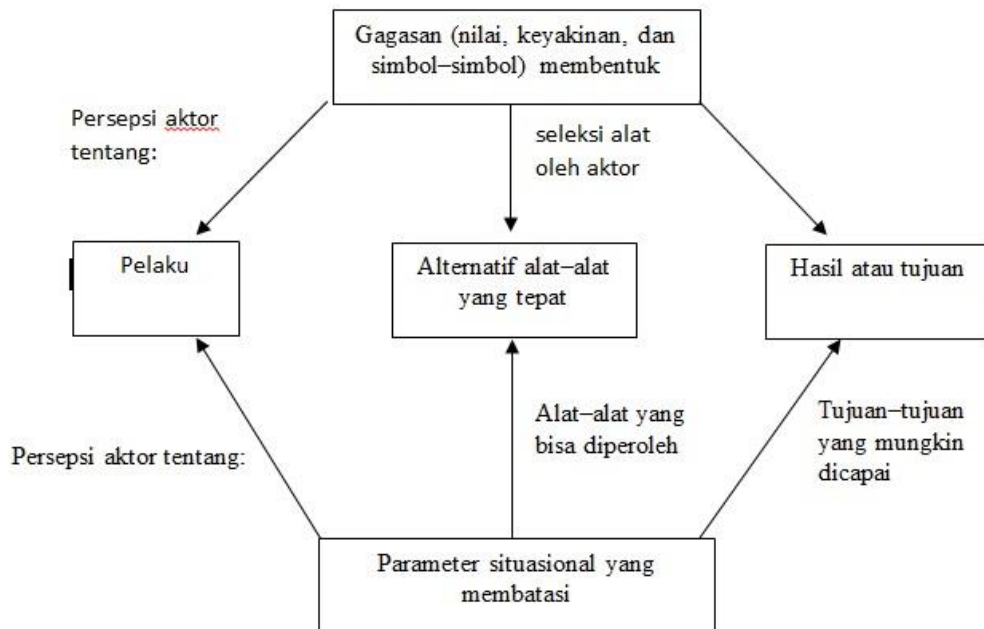 Gagasan (nilai, keyakinan, dan
simbol–simbol) membentuk
Persepsi aktor
tentang:
seleksi alat
oleh aktor
Pelaku
Alternatif alat–alat
yang tepat
Hasil atau tujuan
Persepsi aktor tentang:
Alat–alat yang
bisa diperoleh
Tujuan–tujuan
yang mungkin
dicapai
Parameter situasional yang
membatasi